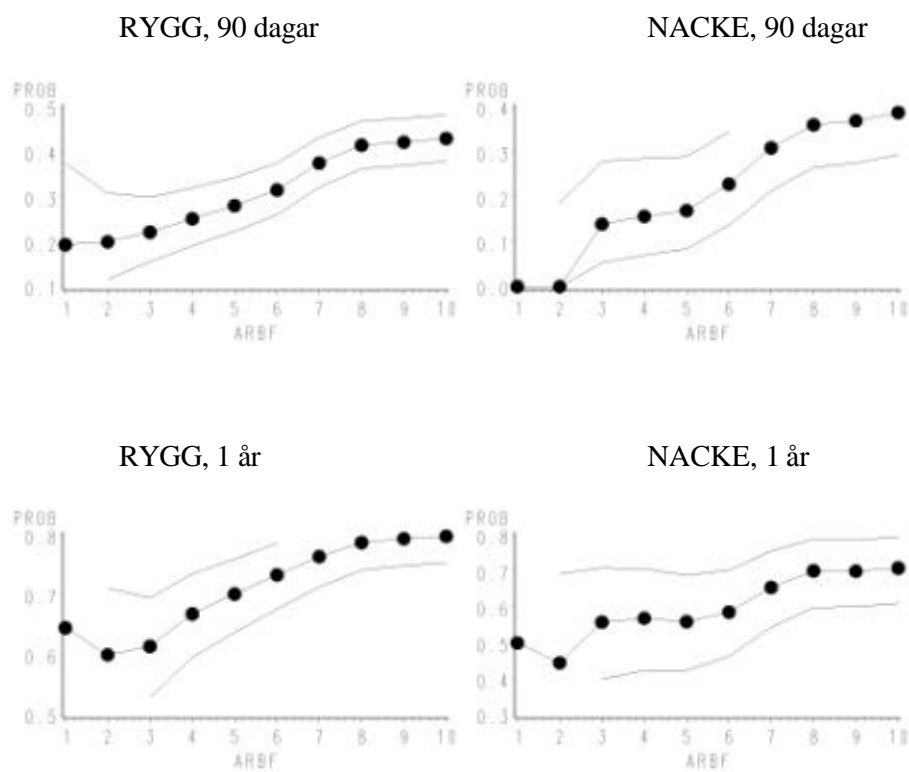 RYGG, 90 dagar
PROB
0.5
0.4
0.3
0.2
0.1
1 2 3 4 5 6 7 8 9 10
ARBF
NACKE, 90 dagar
PROB
0.4
0.3
0.2
0.1
0.0
1 2 3 4 5 6 7 8 9 10
ARBF
RYGG, 1 år
PROB
0.8
0.7
0.6
0.5
1 2 3 4 5 6 7 8 9 10
ARBF
NACKE, 1 år
PROB
0.8
0.7
0.6
0.5
0.4
0.3
1 2 3 4 5 6 7 8 9 10
ARBF